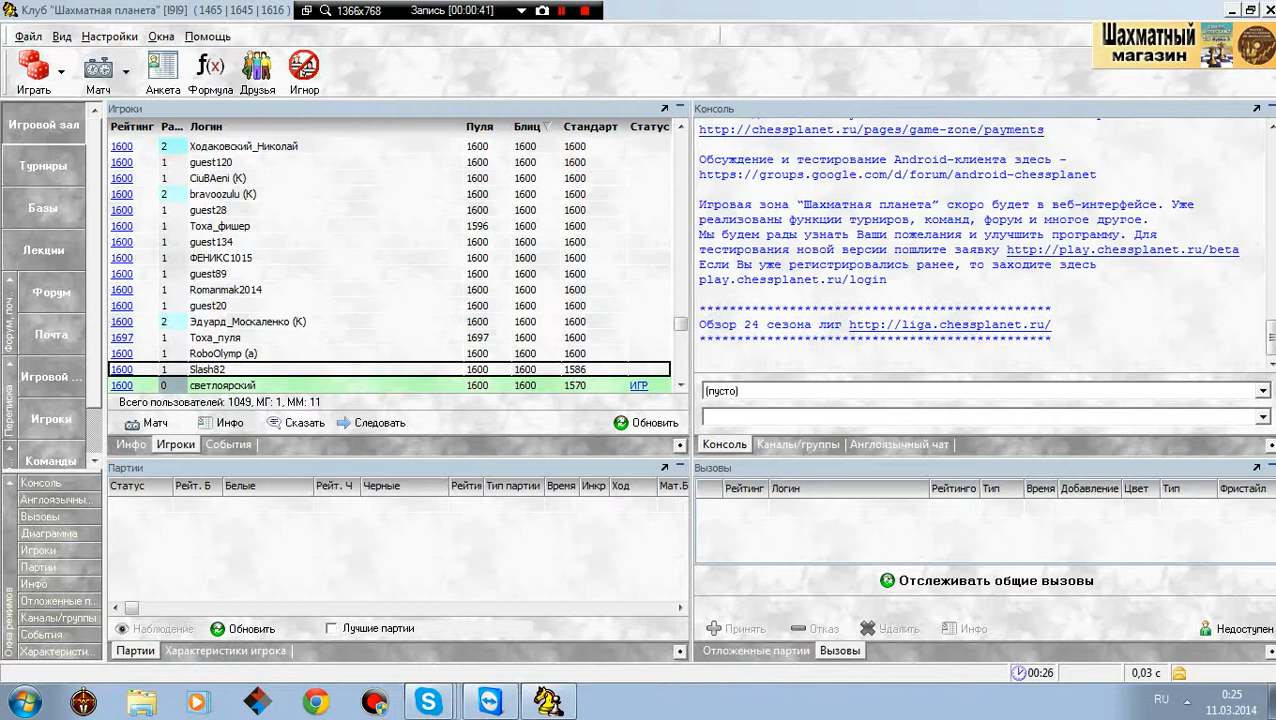 Клуб "Шахматная планета" [I9I9] ( 1465 | 1645 | 1616 )
1366x768 Запись [00:00:41]
Файл Вид Настройки Окна Помощь
Шахматный магазин
Играть Матч Анкета Формула Друзья Игнор
f(x)
Игровой зал
Турниры
Базы
Лекции
Форум
Почта
Игровой ...
Игроки
Команды
Форум, поч...
Переписка
Игроки
Рейтинг Ра... Логин Пуля Блиц Стандарт Статус
1600 2 Ходаковский_Николай 1600 1600 1600
1600 1 guest120 1600 1600 1600
1600 1 CiuBAeni (К) 1600 1600 1600
1600 2 bravoozulu (К) 1600 1600 1600
1600 1 guest28 1600 1600 1600
1600 1 Тоха_фишер 1596 1600 1600
1600 1 guest134 1600 1600 1600
1600 1 ФЕНИКС1015 1600 1600 1600
1600 1 guest89 1600 1600 1600
1600 1 Romanmak2014 1600 1600 1600
1600 1 guest20 1600 1600 1600
1600 2 Эдуард_Москаленко (К) 1600 1600 1600
1697 1 Тоха_пуля 1697 1600 1600
1600 1 RoboOlymp (а) 1600 1600 1600
1600 1 Slash82 1600 1600 1586
1600 0 светлоярский 1600 1600 1570 ИГР
Всего пользователей: 1049, МГ: 1, ММ: 11
Матч Инфо Сказать Следовать Обновить
Инфо Игроки События
Консоль
http://chessplanet.ru/pages/game-zone/payments
Обсуждение и тестирование Android-клиента здесь -
https://groups.google.com/d/forum/android-chessplanet
Игровая зона “Шахматная планета” скоро будет в веб-интерфейсе. Уже
реализованы функции турниров, команд, форум и многое другое.
Мы будем рады узнать Ваши пожелания и улучшить программу. Для
тестирования новой версии пошлите заявку http://play.chessplanet.ru/beta
Если Вы уже регистрировались ранее, то заходите здесь
play.chessplanet.ru/login
***************************************
Обзор 24 сезона лиг http://liga.chessplanet.ru/
***************************************
(пусто)
Консоль Каналы/группы Англоязычный чат
Окна режимов
Консоль
Англоязычны...
Вызовы
Диаграмма
Игроки
Партии
Инфо
Отложенные п...
Каналы/группы
События
Характеристи...
Партии
Статус Рейт. Б Белые Рейт. Ч Черные Рейти Тип партии Время Инкр Ход Мат.Б
Наблюдение Обновить Лучшие партии
Партии Характеристики игрока
Вызовы
Рейтинг Логин Рейтинго Тип Время Добавление Цвет Тип Фристайл
Отслеживать общие вызовы
Принять Отказ Удалить Инфо Недоступен
Отложенные партии Вызовы
00:26 0,03 с
RU 0:25
11.03.2014